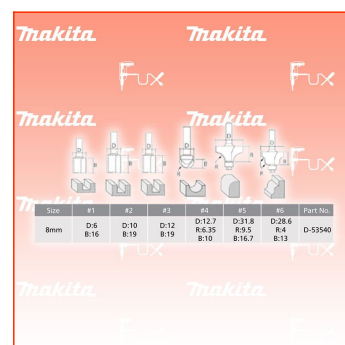 Makita Makita
Fux
Makita Makita
Fux
Size #1 #2 #3 #4 #5 #6 Part No.
8mm D:6 B:16 D:10 B:19 D:12 B:19 D:12.7 R:6.35 B:10 D:31.8 R:9.5 B:16.7 D:28.6 R:4 B:13 D-53540
Makita Makita
Fux